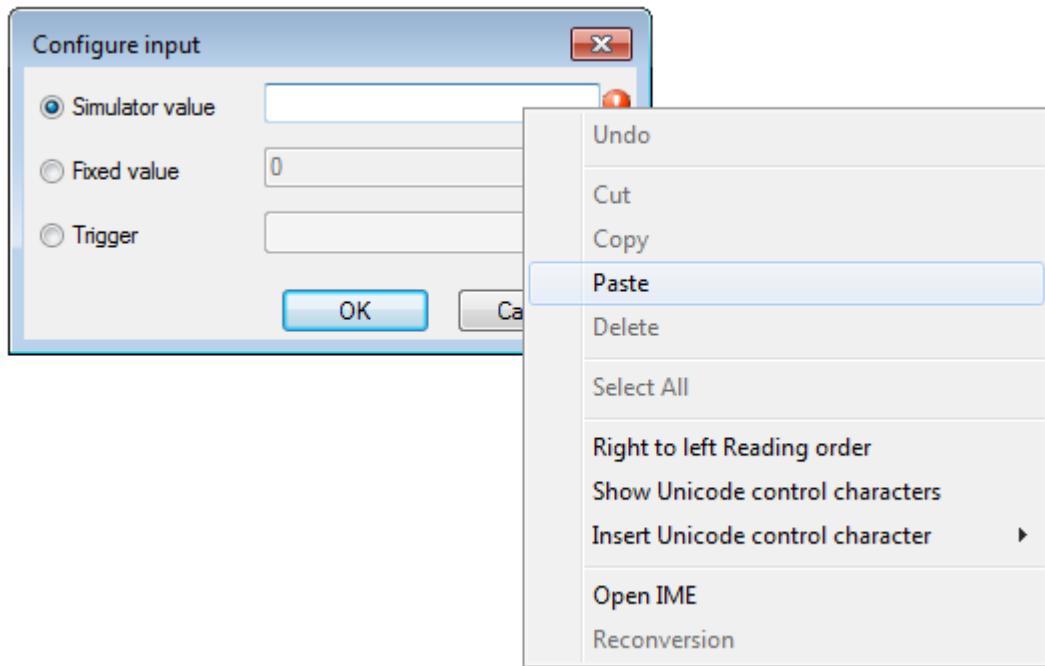 Configure input
Simulator value
Fixed value
0
Trigger
OK
Ca
Undo
Cut
Copy
Paste
Delete
Select All
Right to left Reading order
Show Unicode control characters
Insert Unicode control character
Open IME
Reconversion